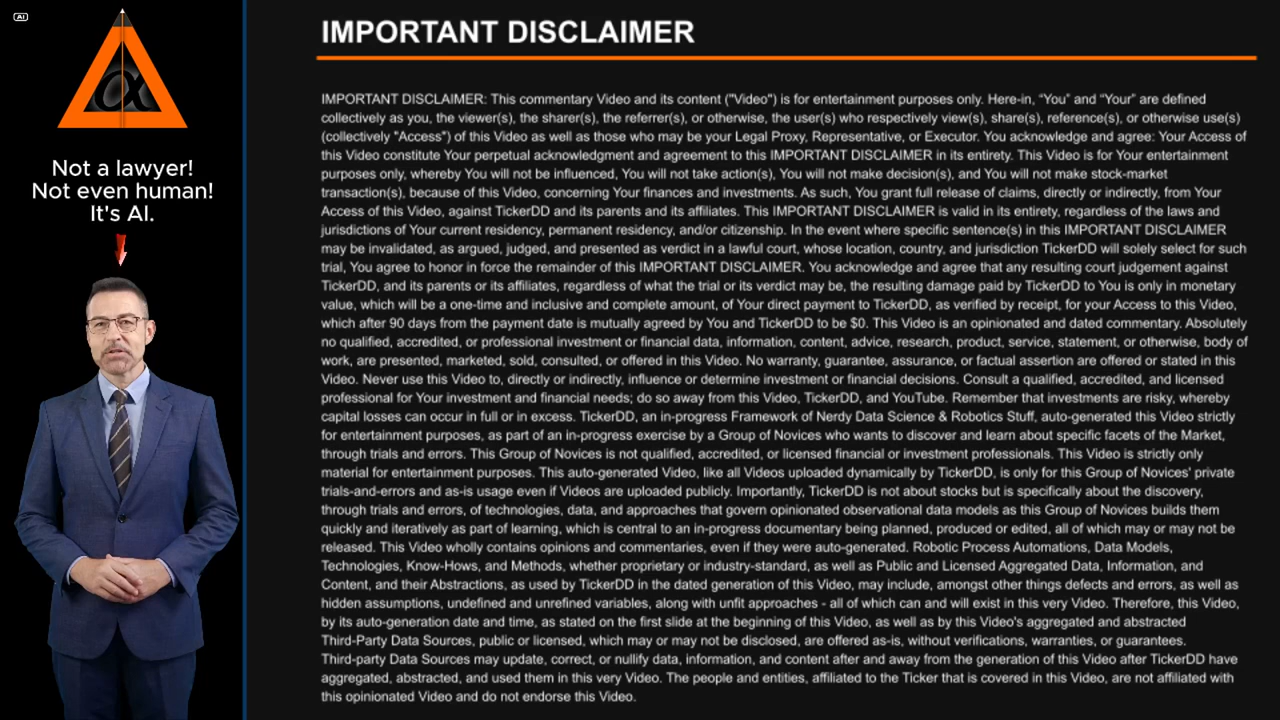 AI
Not a lawyer!
Not even human!
It's AI.
IMPORTANT DISCLAIMER
IMPORTANT DISCLAIMER: This commentary Video and its content ("Video") is for entertainment purposes only. Here-in, “You” and “Your” are defined
collectively as you, the viewer(s), the sharer(s), the referrer(s), or otherwise, the user(s) who respectively view(s), share(s), reference(s), or otherwise use(s)
(collectively "Access") of this Video as well as those who may be your Legal Proxy, Representative, or Executor. You acknowledge and agree: Your Access of
this Video constitute Your perpetual acknowledgment and agreement to this IMPORTANT DISCLAIMER in its entirety. This Video is for Your entertainment
purposes only, whereby You will not be influenced, You will not take action(s), You will not make decision(s), and You will not make stock-market
transaction(s), because of this Video, concerning Your finances and investments. As such, You grant full release of claims, directly or indirectly, from Your
Access of this Video, against TickerDD and its parents and its affiliates. This IMPORTANT DISCLAIMER is valid in its entirety, regardless of the laws and
jurisdictions of Your current residency, permanent residency, and/or citizenship. In the event where specific sentence(s) in this IMPORTANT DISCLAIMER
may be invalidated, as argued, judged, and presented as verdict in a lawful court, whose location, country, and jurisdiction TickerDD will solely select for such
trial, You agree to honor in force the remainder of this IMPORTANT DISCLAIMER. You acknowledge and agree that any resulting court judgement against
TickerDD, and its parents or its affiliates, regardless of what the trial or its verdict may be, the resulting damage paid by TickerDD to You is only in monetary
value, which will be a one-time and inclusive and complete amount, of Your direct payment to TickerDD, as verified by receipt, for your Access to this Video,
which after 90 days from the payment date is mutually agreed by You and TickerDD to be $0. This Video is an opinionated and dated commentary. Absolutely
no qualified, accredited, or professional investment or financial data, information, content, advice, research, product, service, statement, or otherwise, body of
work, are presented, marketed, sold, consulted, or offered in this Video. No warranty, guarantee, assurance, or factual assertion are offered or stated in this
Video. Never use this Video to, directly or indirectly, influence or determine investment or financial decisions. Consult a qualified, accredited, and licensed
professional for Your investment and financial needs; do so away from this Video, TickerDD, and YouTube. Remember that investments are risky, whereby
capital losses can occur in full or in excess. TickerDD, an in-progress Framework of Nerdy Data Science & Robotics Stuff, auto-generated this Video strictly
for entertainment purposes, as part of an in-progress exercise by a Group of Novices who wants to discover and learn about specific facets of the Market,
through trials and errors. This Group of Novices is not qualified, accredited, or licensed financial or investment professionals. This Video is strictly only
material for entertainment purposes. This auto-generated Video, like all Videos uploaded dynamically by TickerDD, is only for this Group of Novices' private
trials-and-errors and as-is usage even if Videos are uploaded publicly. Importantly, TickerDD is not about stocks but is specifically about the discovery,
through trials and errors, of technologies, data, and approaches that govern opinionated observational data models as this Group of Novices builds them
quickly and iteratively as part of learning, which is central to an in-progress documentary being planned, produced or edited, all of which may or may not be
released. This Video wholly contains opinions and commentaries, even if they were auto-generated. Robotic Process Automations, Data Models,
Technologies, Know-Hows, and Methods, whether proprietary or industry-standard, as well as Public and Licensed Aggregated Data, Information, and
Content, and their Abstractions, as used by TickerDD in the dated generation of this Video, may include, amongst other things defects and errors, as well as
hidden assumptions, undefined and unrefined variables, along with unfit approaches - all of which can and will exist in this very Video. Therefore, this Video,
by its auto-generation date and time, as stated on the first slide at the beginning of this Video, as well as by this Video's aggregated and abstracted
Third-Party Data Sources, public or licensed, which may or may not be disclosed, are offered as-is, without verifications, warranties, or guarantees.
Third-party Data Sources may update, correct, or nullify data, information, and content after and away from the generation of this Video after TickerDD have
aggregated, abstracted, and used them in this very Video. The people and entities, affiliated to the Ticker that is covered in this Video, are not affiliated with
this opinionated Video and do not endorse this Video.